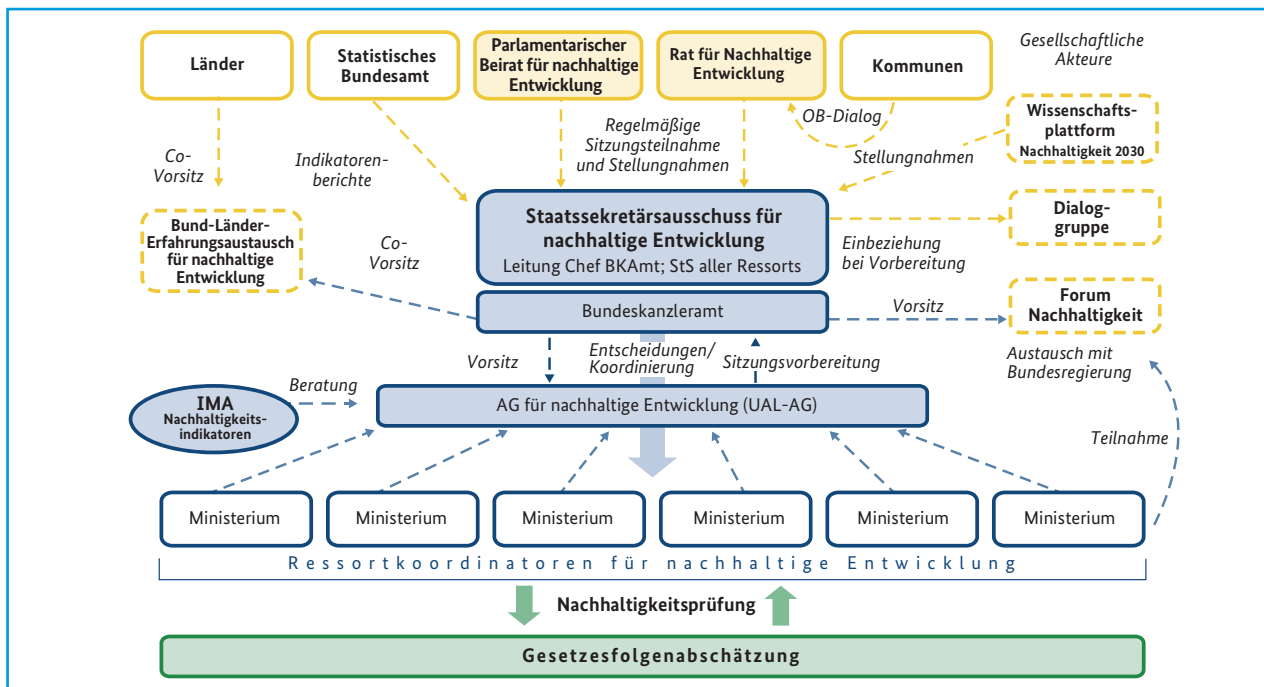 Länder
Statistisches
Bundesamt
Parlamentarischer
Beirat für nachhaltige
Entwicklung
Rat für Nachhaltige
Entwicklung
Kommunen
Gesellschaftliche
Akteure
OB-Dialog
Wissenschafts-
plattform
Nachhaltigkeit 2030
Co-
Vorsitz
Indikatoren-
berichte
Regelmäßige
Sitzungsteilnahme
und Stellungnahmen
Stellungnahmen
Bund-Länder-
Erfahrungsaustausch
für nachhaltige
Entwicklung
Co-
Vorsitz
Staatssekretärsausschuss für
nachhaltige Entwicklung
Leitung Chef BKAmt; StS aller Ressorts
Einbeziehung
bei Vorbereitung
Dialog-
gruppe
Bundeskanzleramt
Vorsitz
Forum
Nachhaltigkeit
Vorsitz
Entscheidungen/
Koordinierung
Sitzungsvorbereitung
Austausch mit
Bundesregierung
IMA
Nachhaltigkeits-
indikatoren
Beratung
AG für nachhaltige Entwicklung (UAL-AG)
Teilnahme
Ministerium
Ministerium
Ministerium
Ministerium
Ministerium
Ministerium
Ressortkoordinatoren für nachhaltige Entwicklung
Nachhaltigkeitsprüfung
Gesetzesfolgenabschätzung